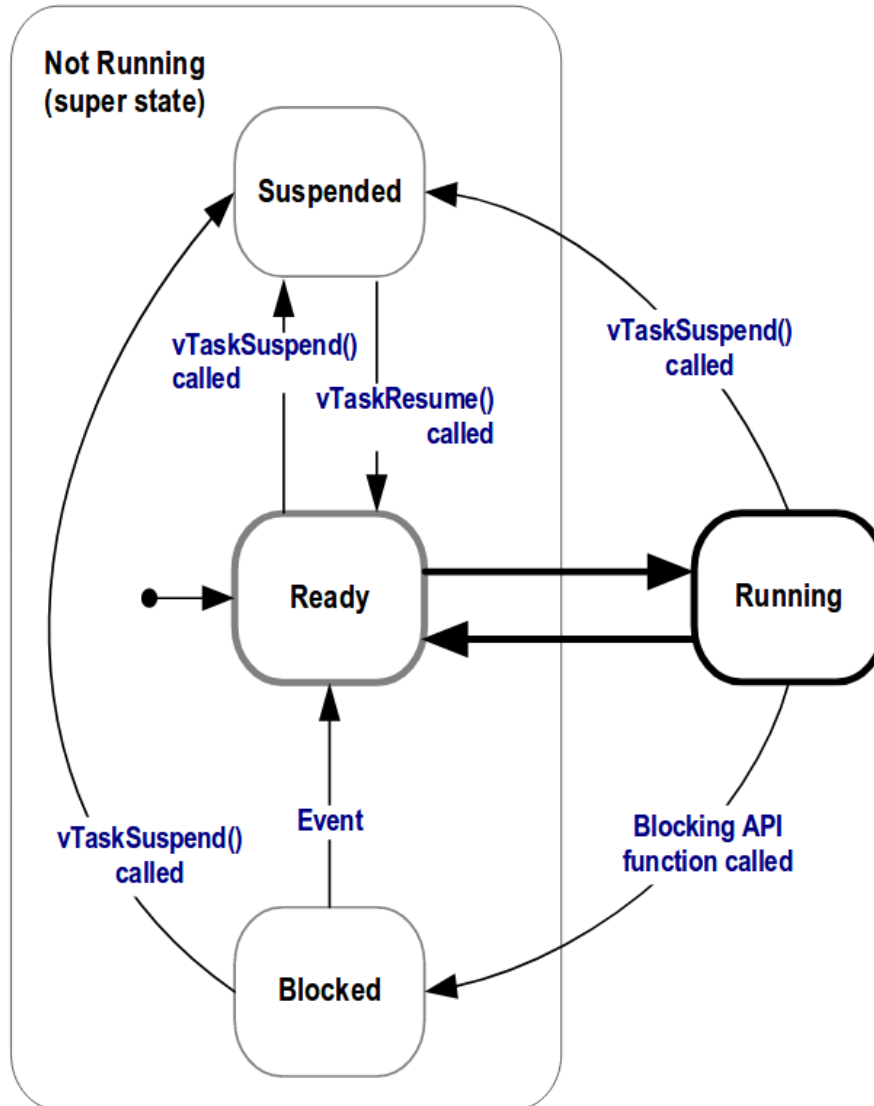 Not Running
(super state)
Suspended
vTaskSuspend()
called
vTaskResume()
called
vTaskSuspend()
called
Ready
Running
vTaskSuspend()
called
Event
Blocking API
function called
Blocked